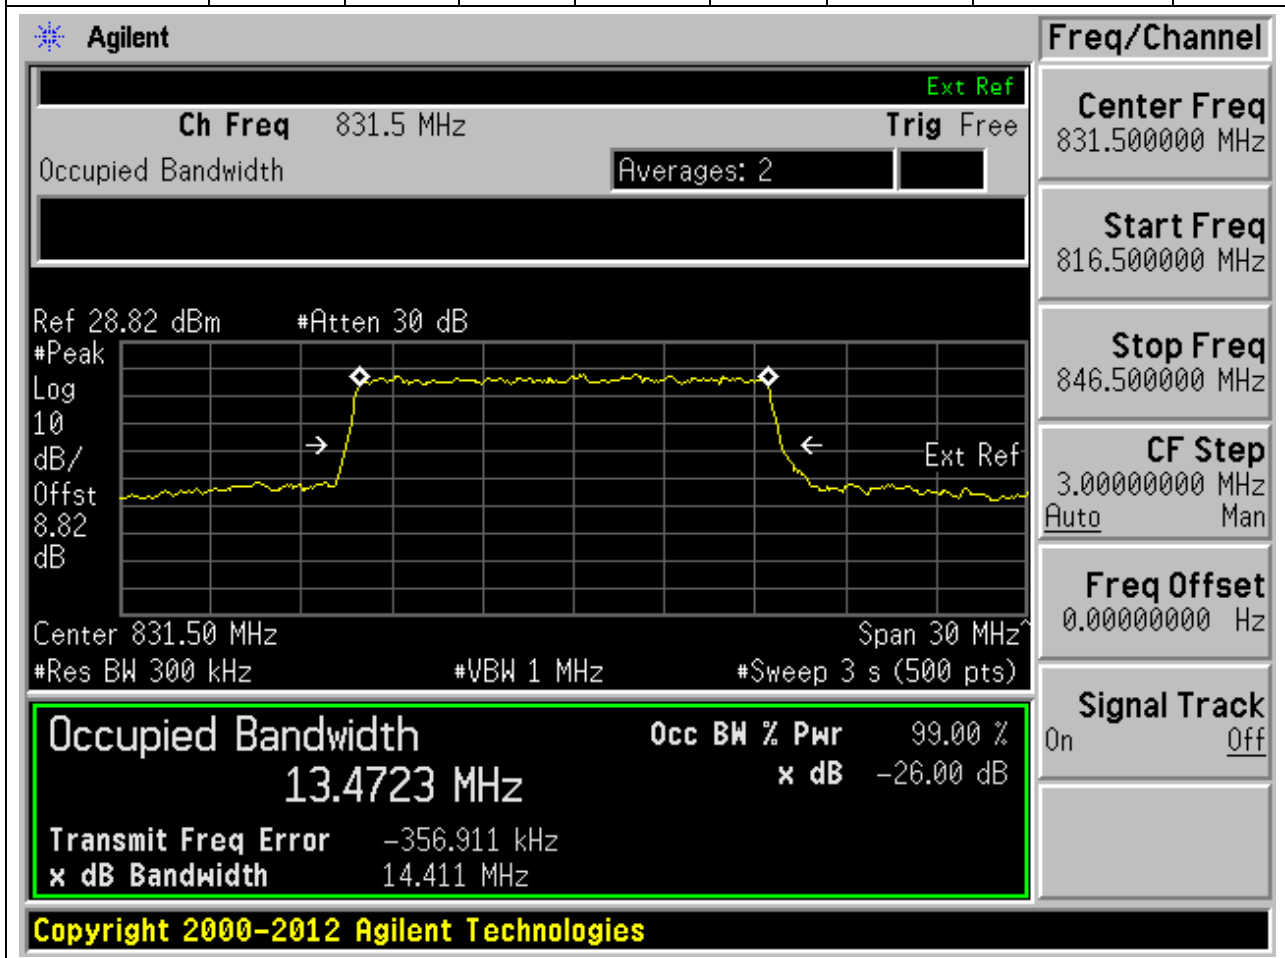 Agilent
Freq/Channel
Ext Ref
Ch Freq 831.5 MHz Trig Free
Occupied Bandwidth Averages: 2
Center Freq
831.500000 MHz
Start Freq
816.500000 MHz
Ref 28.82 dBm #Atten 30 dB
#Peak
Log
10
dB/
Offst
8.82
dB
Ext Ref
Stop Freq
846.500000 MHz
CF Step
3.00000000 MHz
Auto Man
Freq Offset
0.00000000 Hz
Center 831.50 MHz Span 30 MHz^
#Res BW 300 kHz #VBW 1 MHz #Sweep 3 s (500 pts)
Signal Track
On Off
Occupied Bandwidth Occ BW % Pwr 99.00 %
13.4723 MHz x dB -26.00 dB
Transmit Freq Error -356.911 kHz
x dB Bandwidth 14.411 MHz
Copyright 2000-2012 Agilent Technologies